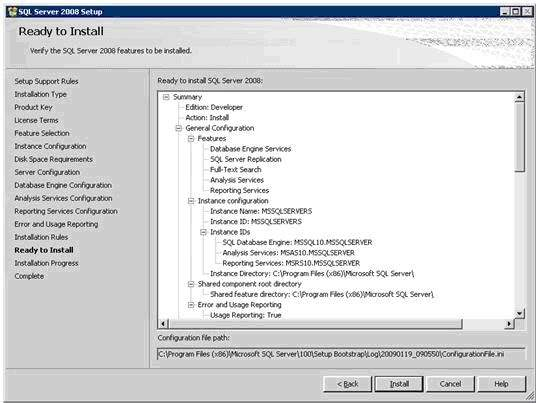 SQL Server 2008 Setup
Ready to Install
Verify the SQL Server 2008 features to be installed.
Setup Support Rules
Installation Type
Product Key
License Terms
Feature Selection
Instance Configuration
Disk Space Requirements
Server Configuration
Database Engine Configuration
Analysis Services Configuration
Reporting Services Configuration
Error and Usage Reporting
Installation Rules
Ready to Install
Installation Progress
Complete
Ready to install SQL Server 2008:
Summary
Edition: Developer
Action: Install
General Configuration
Features
Database Engine Services
SQL Server Replication
Full-Text Search
Analysis Services
Reporting Services
Instance configuration
Instance Name: MSSQLSERVERS
Instance ID: MSSQLSERVERS
Instance IDs
SQL Database Engine: MSSQL10.MSSQLSERVER
Analysis Services: MSAS10.MSSQLSERVER
Reporting Services: MSRS10.MSSQLSERVER
Instance Directory: C:\Program Files (x86)\Microsoft SQL Server\
Shared component root directory
Shared feature directory: C:\Program Files (x86)\Microsoft SQL Server\
Error and Usage Reporting
Usage Reporting: True
Configuration file path:
C:\Program Files (x86)\Microsoft SQL Server\100\Setup Bootstrap\Log\20090119_090550\ConfigurationFile.ini
< Back
Install
Cancel
Help